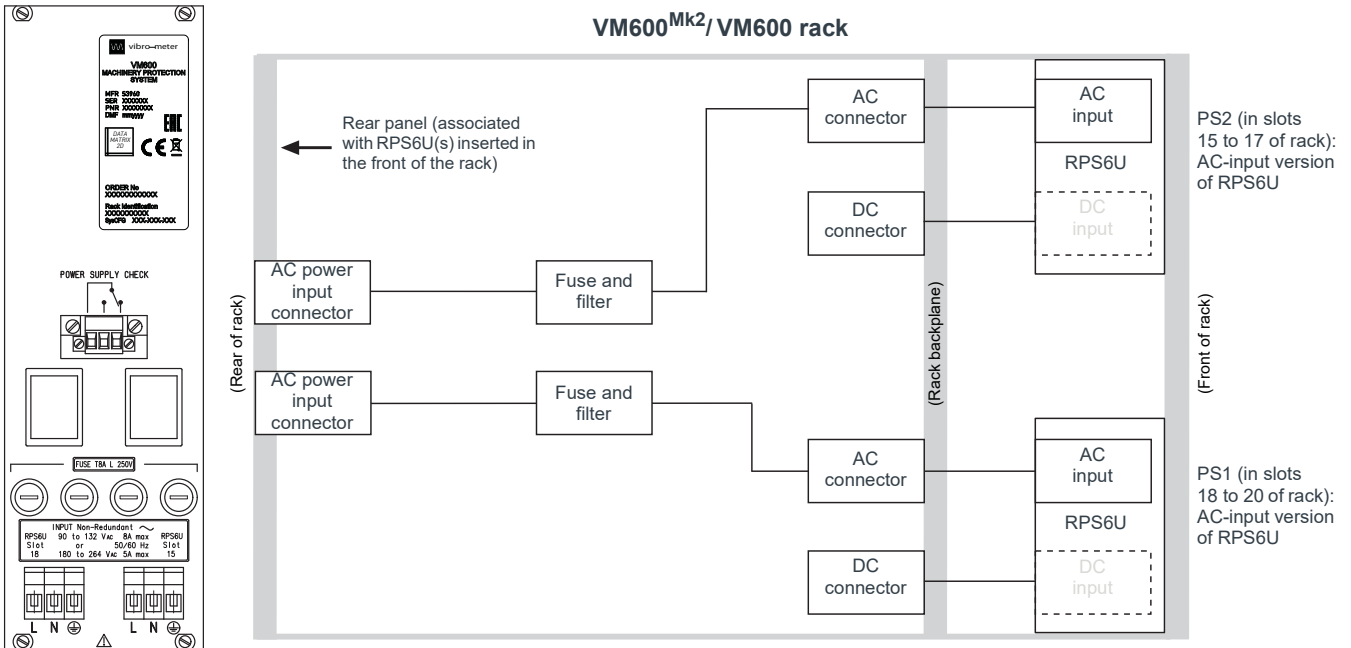 VM600Mk2/ VM600 rack
vibro-meter
VM600
MACHINERY PROTECTION
SYSTEM
MFR 53960
SER XXXXXXX
PNR XXXXXXXX
DMF mmyyyy
DATA
MATRIX
2D
EAC
CE
ORDER No
XXXXXXXXXXXXX
Rack Identification
XXXXXXXXXX
SysCFG XXX-XXX-XXX
POWER SUPPLY CHECK
FUSE T8A L 250V
INPUT Non-Redundant ~
RPS6U 90 to 132 VAC 8A max RPS6U
Slot or 50/60 Hz Slot
18 180 to 264 VAC 5A max 15
L N L N
(Rear of rack)
Rear panel (associated
with RPS6U(s) inserted in
the front of the rack)
AC power
input
connector
Fuse and
filter
AC
connector
DC
connector
AC
input
RPS6U
DC
input
PS2 (in slots
15 to 17 of rack):
AC-input version
of RPS6U
(Rack backplane)
(Front of rack)
AC power
input
connector
Fuse and
filter
AC
connector
DC
connector
AC
input
RPS6U
DC
input
PS1 (in slots
18 to 20 of rack):
AC-input version
of RPS6U